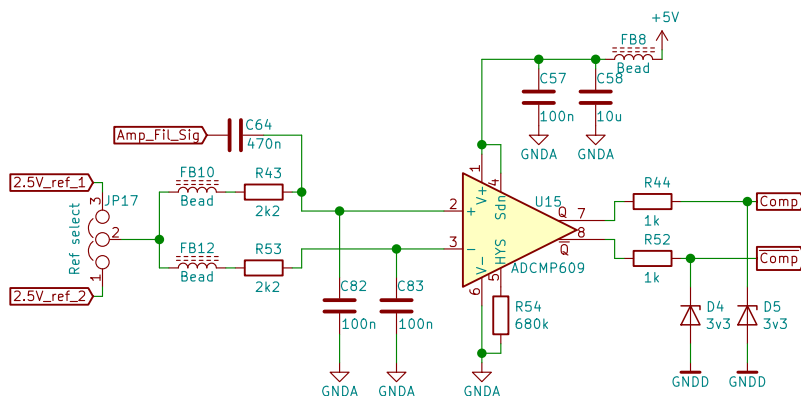 +5V
FB8
Bead
C57
100n
C58
10u
GNDA
GNDA
Amp_Fil_Sig
C64
470n
2.5V_ref_1
JP17
3
2
1
Ref select
2.5V_ref_2
FB10
Bead
R43
2k2
FB12
Bead
R53
2k2
C82
100n
C83
100n
GNDA
GNDA
1
V+
4
Sdn
2
+
3
-
U15
ADCMP609
Q
7
Q
8
V-
6
HYS
5
R54
680k
GNDA
R44
1k
R52
1k
Comp
Comp
D4
3v3
D5
3v3
GNDD
GNDD